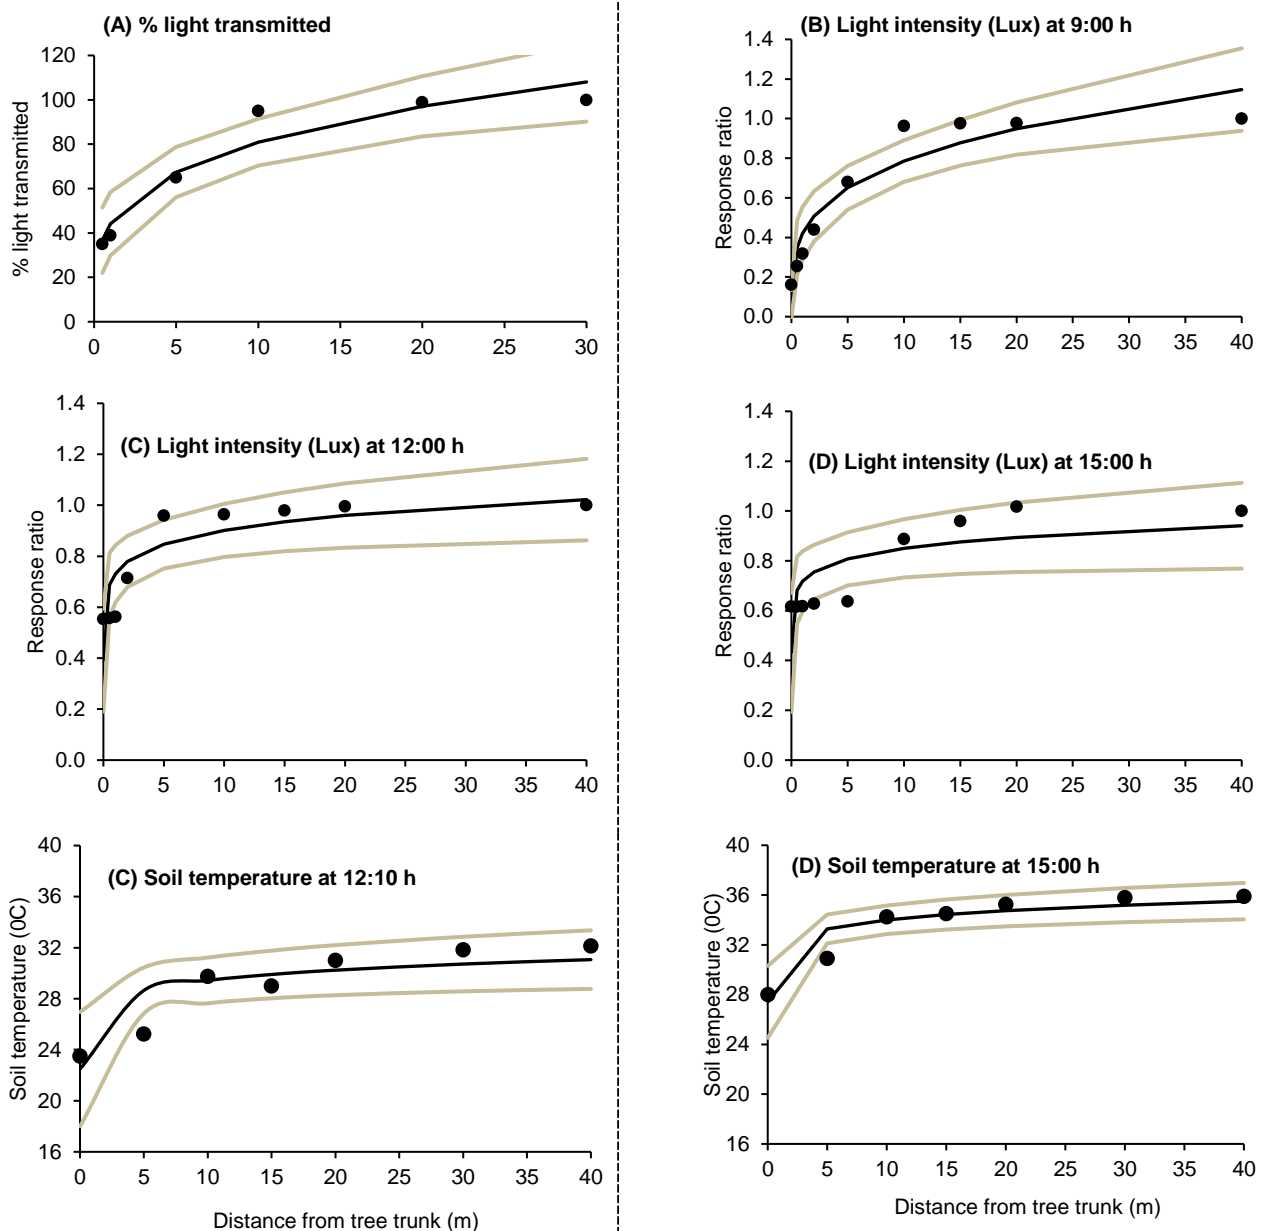 (A) % light transmitted
% light transmitted
120
100
80
60
40
20
0
0 5 10 15 20 25 30
(B) Light intensity (Lux) at 9:00 h
Response ratio
1.4
1.2
1.0
0.8
0.6
0.4
0.2
0.0
0 5 10 15 20 25 30 35 40
(C) Light intensity (Lux) at 12:00 h
Response ratio
1.4
1.2
1.0
0.8
0.6
0.4
0.2
0.0
0 5 10 15 20 25 30 35 40
(D) Light intensity (Lux) at 15:00 h
Response ratio
1.4
1.2
1.0
0.8
0.6
0.4
0.2
0.0
0 5 10 15 20 25 30 35 40
(C) Soil temperature at 12:10 h
Soil temperature (0C)
40
36
32
28
24
20
16
0 5 10 15 20 25 30 35 40
Distance from tree trunk (m)
(D) Soil temperature at 15:00 h
Soil temperature (0C)
40
36
32
28
24
20
16
0 5 10 15 20 25 30 35 40
Distance from tree trunk (m)